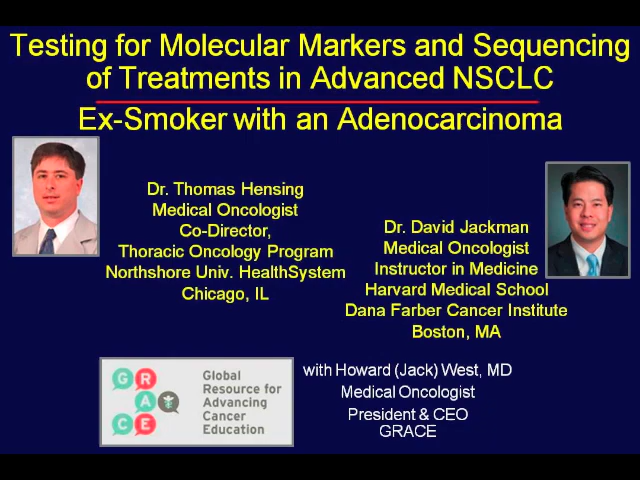 Testing for Molecular Markers and Sequencing
of Treatments in Advanced NSCLC
Ex-Smoker with an Adenocarcinoma
Dr. Thomas Hensing
Medical Oncologist
Co-Director,
Thoracic Oncology Program
Northshore Univ. HealthSystem
Chicago, IL
Dr. David Jackman
Medical Oncologist
Instructor in Medicine
Harvard Medical School
Dana Farber Cancer Institute
Boston, MA
GRACE
Global
Resource for
Advancing
Cancer
Education
with Howard (Jack) West, MD
Medical Oncologist
President & CEO
GRACE